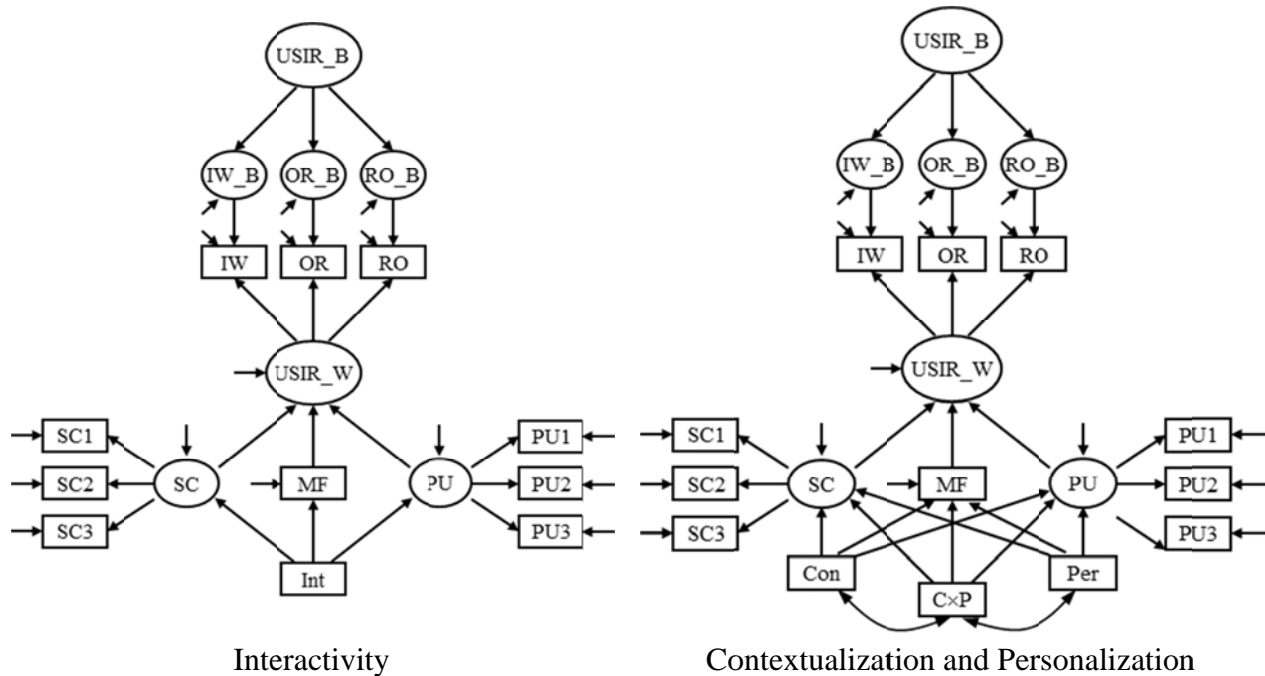 USIR_B
IW_B OR_B RO_B
IW OR RO
USIR_W
SC1 PU1
SC2 SC MF PU PU2
SC3 PU3
Int
Interactivity
USIR_B
IW_B OR_B RO_B
IW OR RO
USIR_W
SC1 PU1
SC2 SC MF PU PU2
SC3 PU3
Con Per
C×P
Contextualization and Personalization